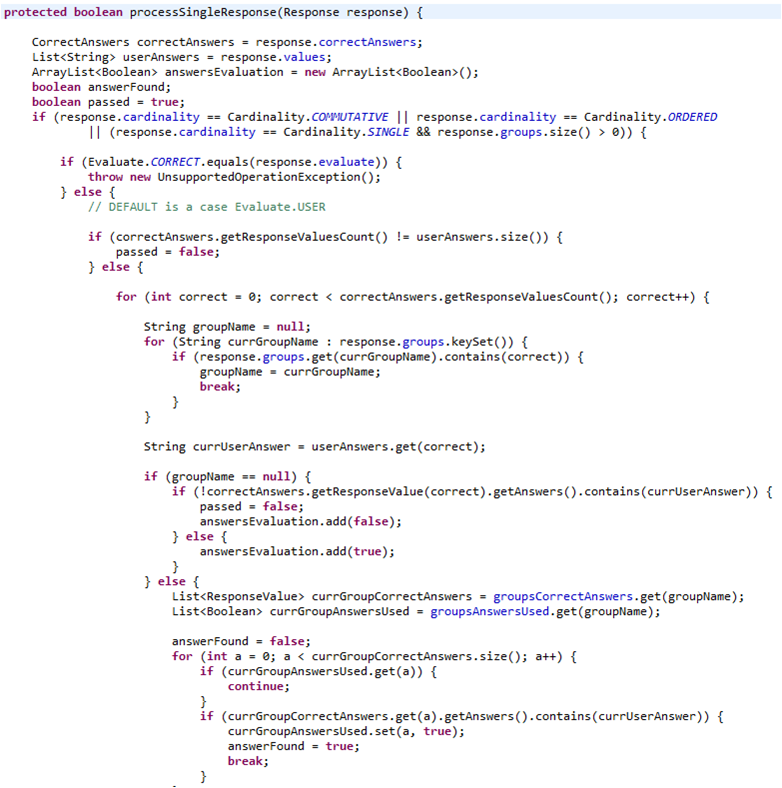 protected boolean processSingleResponse(Response response) {
CorrectAnswers correctAnswers = response.correctAnswers;
List<String> userAnswers = response.values;
ArrayList<Boolean> answersEvaluation = new ArrayList<Boolean>();
boolean answerFound;
boolean passed = true;
if (response.cardinality == Cardinality.COMMUTATIVE || response.cardinality == Cardinality.ORDERED
|| (response.cardinality == Cardinality.SINGLE && response.groups.size() > 0)) {
if (Evaluate.CORRECT.equals(response.evaluate)) {
throw new UnsupportedOperationException();
} else {
// DEFAULT is a case Evaluate.USER
if (correctAnswers.getResponseValuesCount() != userAnswers.size()) {
passed = false;
} else {
for (int correct = 0; correct < correctAnswers.getResponseValuesCount(); correct++) {
String groupName = null;
for (String currGroupName : response.groups.keySet()) {
if (response.groups.get(currGroupName).contains(correct)) {
groupName = currGroupName;
break;
}
}
String currUserAnswer = userAnswers.get(correct);
if (groupName == null) {
if (!correctAnswers.getResponseValue(correct).getAnswers().contains(currUserAnswer)) {
passed = false;
answersEvaluation.add(false);
} else {
answersEvaluation.add(true);
}
} else {
List<ResponseValue> currGroupCorrectAnswers = groupsCorrectAnswers.get(groupName);
List<Boolean> currGroupAnswersUsed = groupsAnswersUsed.get(groupName);
answerFound = false;
for (int a = 0; a < currGroupCorrectAnswers.size(); a++) {
if (currGroupAnswersUsed.get(a)) {
continue;
}
if (currGroupCorrectAnswers.get(a).getAnswers().contains(currUserAnswer)) {
currGroupAnswersUsed.set(a, true);
answerFound = true;
break;
}